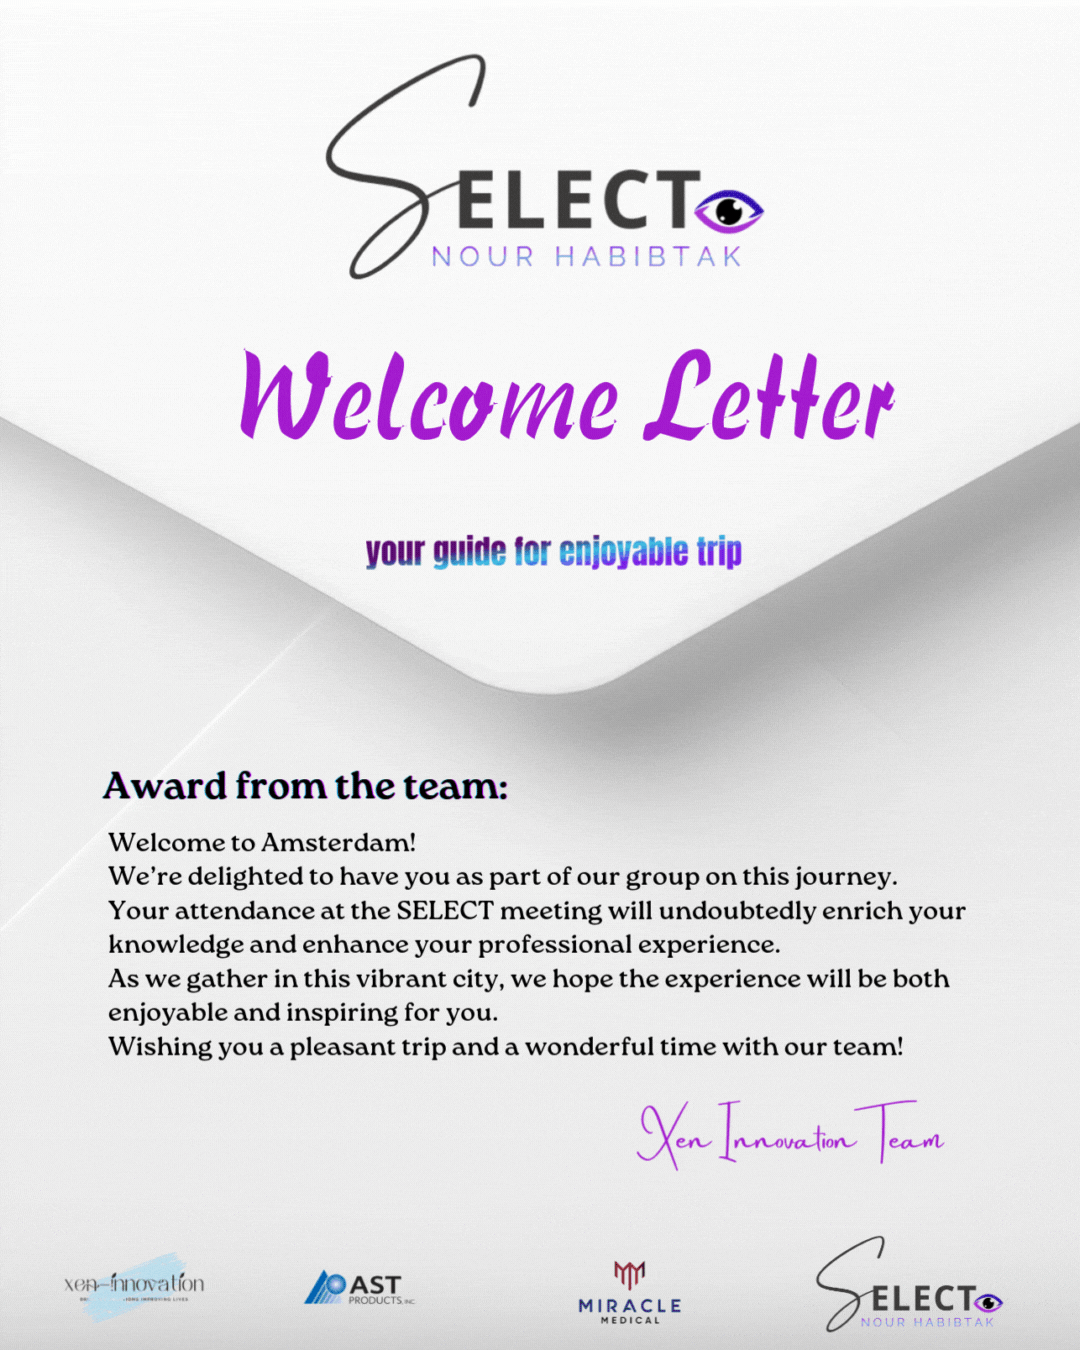 SELECT
NOUR HABIBTAK
Welcome Letter
your guide for enjoyable trip
Award from the team:
Welcome to Amsterdam!
We're delighted to have you as part of our group on this journey.
Your attendance at the SELECT meeting will undoubtedly enrich your
knowledge and enhance your professional experience.
As we gather in this vibrant city, we hope the experience will be both
enjoyable and inspiring for you.
Wishing you a pleasant trip and a wonderful time with our team!
Xen Innovation Team
xen-innovation
IMPROVING LIVES
AST
PRODUCTS, INC
MIRACLE
MEDICAL
SELECT
NOUR HABIBTAK